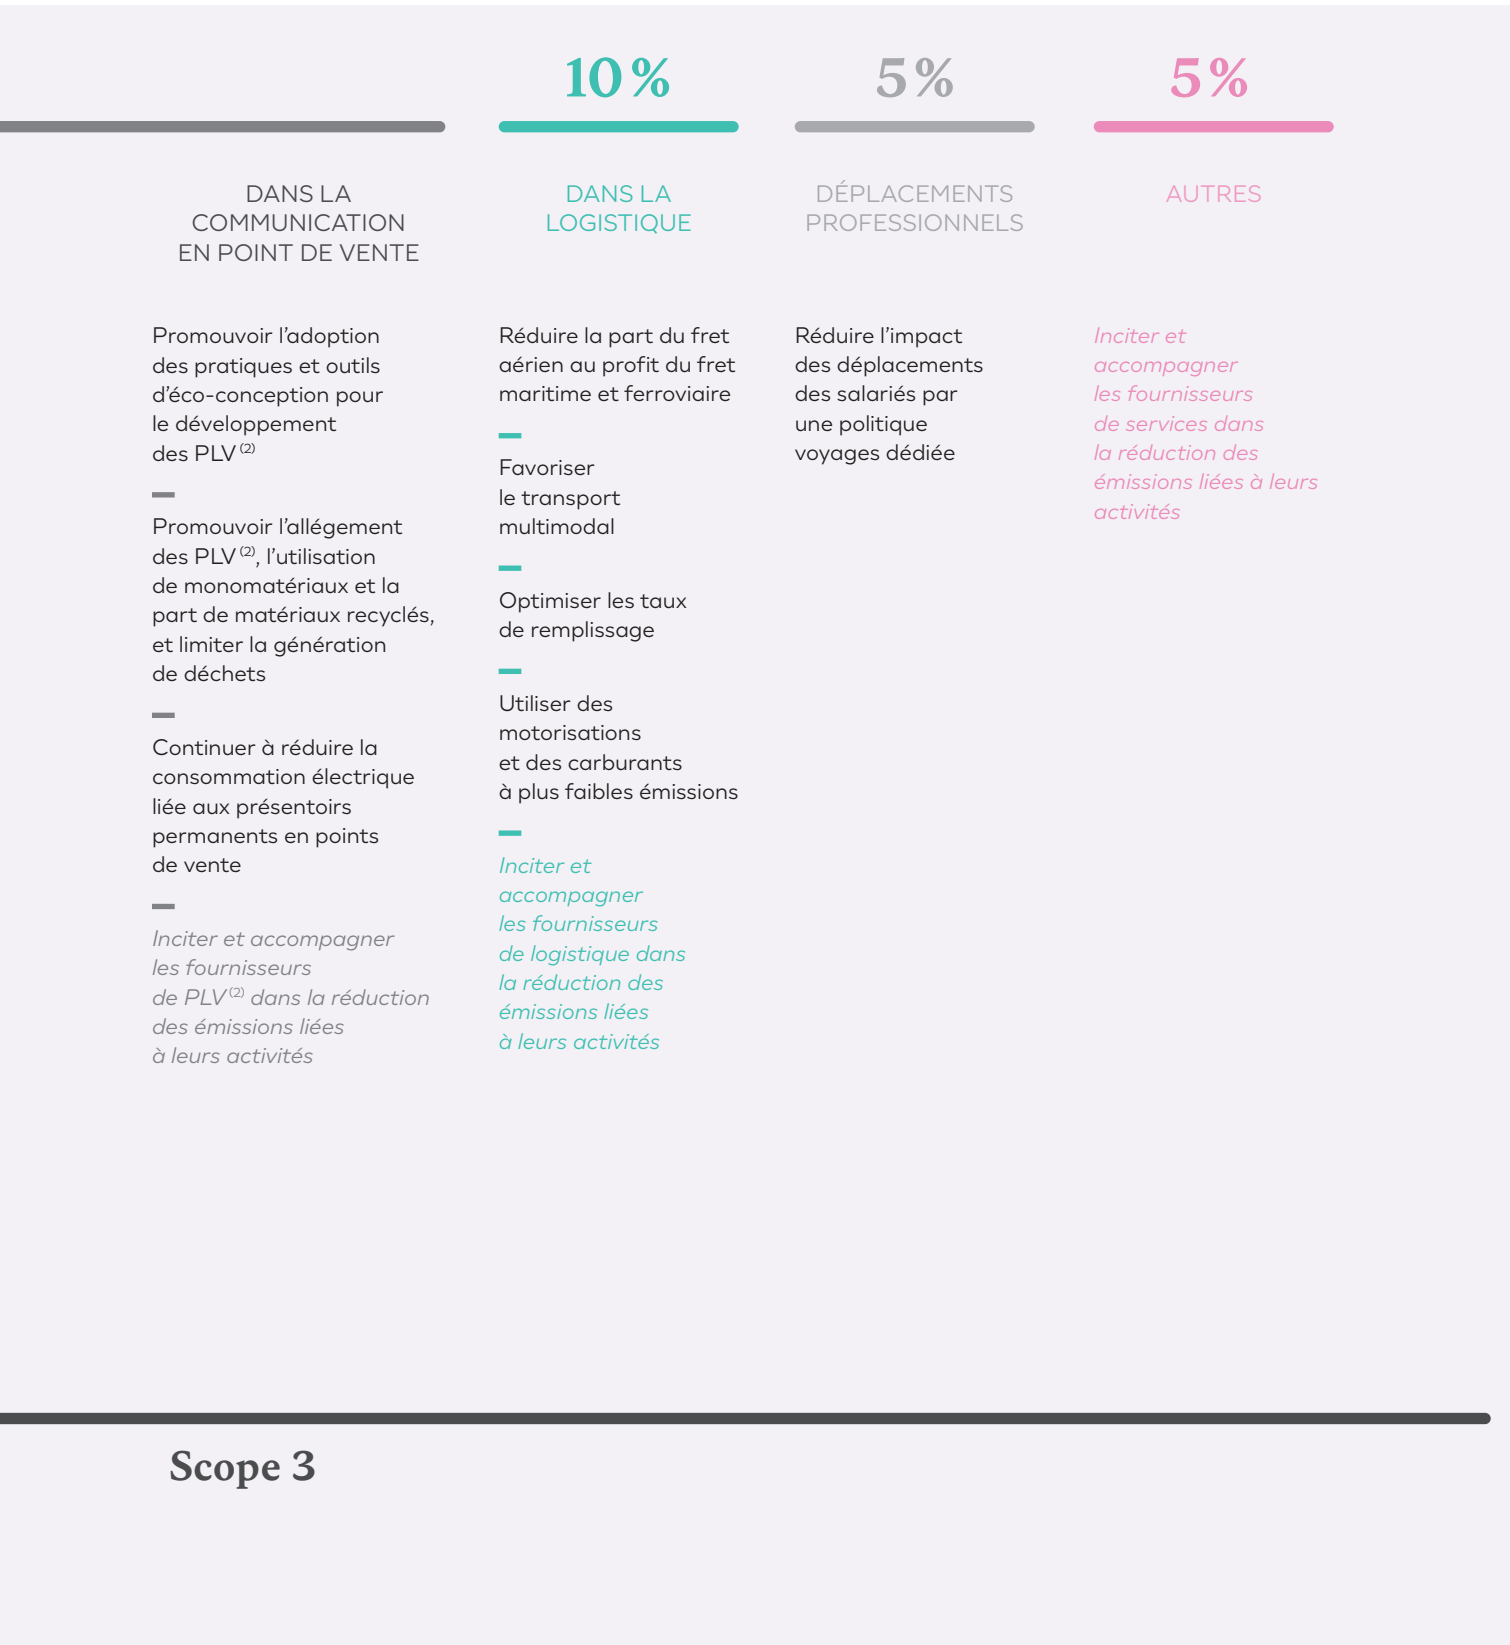 10 %
5 %
5 %
DANS LA
COMMUNICATION
EN POINT DE VENTE
DANS LA
LOGISTIQUE
DÉPLACEMENTS
PROFESSIONNELS
AUTRES
Promouvoir l’adoption
des pratiques et outils
d’éco-conception pour
le développement
des PLV (2)
Promouvoir l’allégement
des PLV (2), l’utilisation
de monomatériaux et la
part de matériaux recyclés,
et limiter la génération
de déchets
Continuer à réduire la
consommation électrique
liée aux présentoirs
permanents en points
de vente
Inciter et accompagner
les fournisseurs
de PLV (2) dans la réduction
des émissions liées
à leurs activités
Réduire la part du fret
aérien au profit du fret
maritime et ferroviaire
Favoriser
le transport
multimodal
Optimiser les taux
de remplissage
Utiliser des
motorisations
et des carburants
à plus faibles émissions
Inciter et
accompagner
les fournisseurs
de logistique dans
la réduction des
émissions liées
à leurs activités
Réduire l’impact
des déplacements
des salariés par
une politique
voyages dédiée
Inciter et
accompagner
les fournisseurs
de services dans
la réduction des
émissions liées à leurs
activités
Scope 3